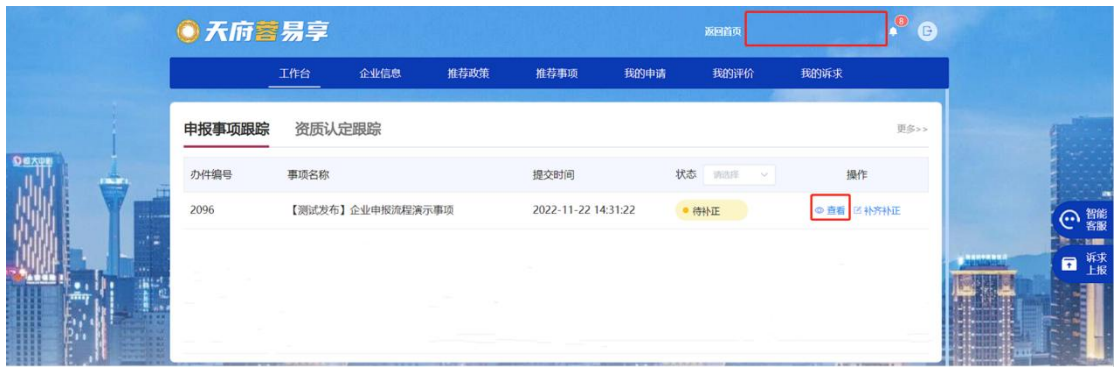 天府蓉易享
返回首页
8
工作台 企业信息 推荐政策 推荐事项 我的申请 我的评价 我的诉求
申报事项跟踪 资质认定跟踪 更多>>
办件编号 事项名称 提交时间 状态 请选择 操作
2096 【测试发布】企业申报流程演示事项 2022-11-22 14:31:22 待补正 查看 补齐补正
智能
客服
诉求
上报